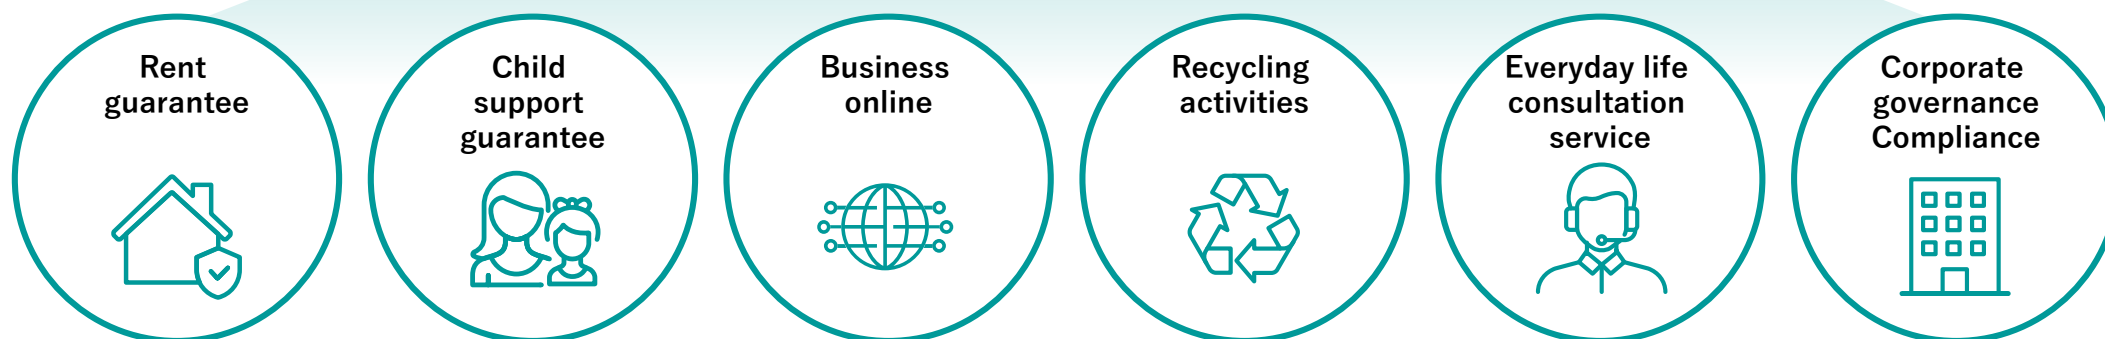 Rent
guarantee
Child
support
guarantee
Business
online
Recycling
activities
Everyday life
consultation
service
Corporate
governance
Compliance